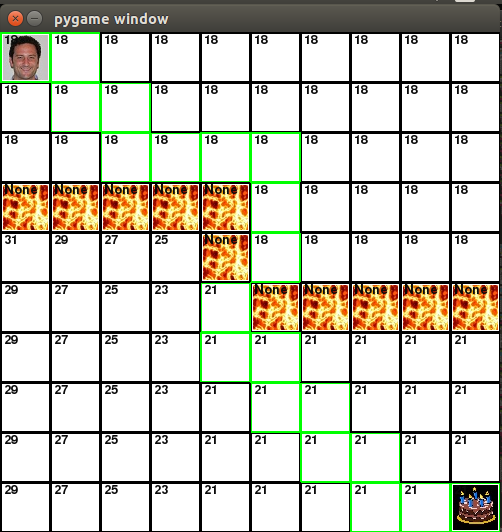 pygame window
18 18 18 18 18 18 18 18 18 18
18 18 18 18 18 18 18 18 18 18
18 18 18 18 18 18 18 18 18 18
None None None None None 18 18 18 18 18
31 29 27 25 None 18 18 18 18 18
29 27 25 23 21 None None None None None
29 27 25 23 21 21 21 21 21 21
29 27 25 23 21 21 21 21 21 21
29 27 25 23 21 21 21 21 21 21
29 27 25 23 21 21 21 21 21